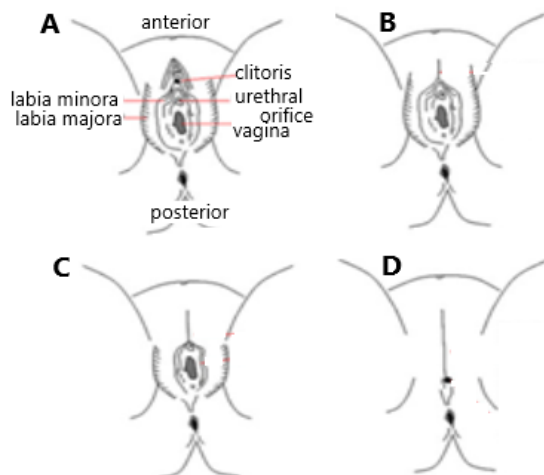 A
B
anterior
clitoris
labia minora
urethral
labia majora
orifice
vagina
posterior
C
D